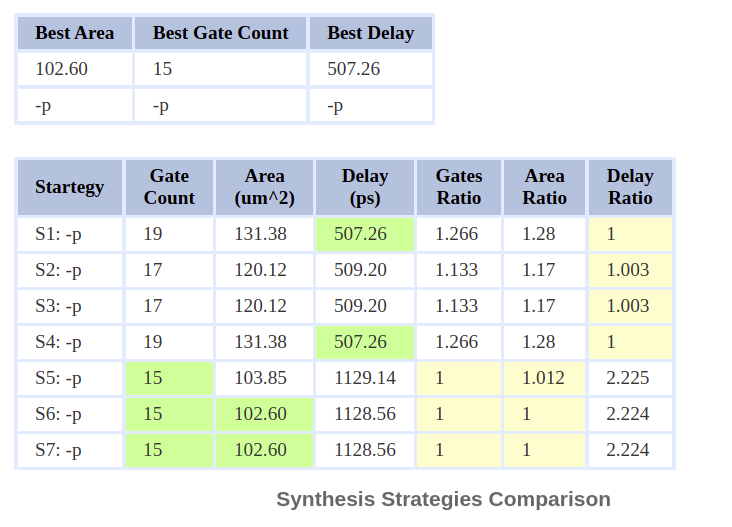 Best Area Best Gate Count Best Delay
102.60 15 507.26
-p -p -p
Startegy Gate Count Area (um^2) Delay (ps) Gates Ratio Area Ratio Delay Ratio
S1: -p 19 131.38 507.26 1.266 1.28 1
S2: -p 17 120.12 509.20 1.133 1.17 1.003
S3: -p 17 120.12 509.20 1.133 1.17 1.003
S4: -p 19 131.38 507.26 1.266 1.28 1
S5: -p 15 103.85 1129.14 1 1.012 2.225
S6: -p 15 102.60 1128.56 1 1 2.224
S7: -p 15 102.60 1128.56 1 1 2.224
Synthesis Strategies Comparison